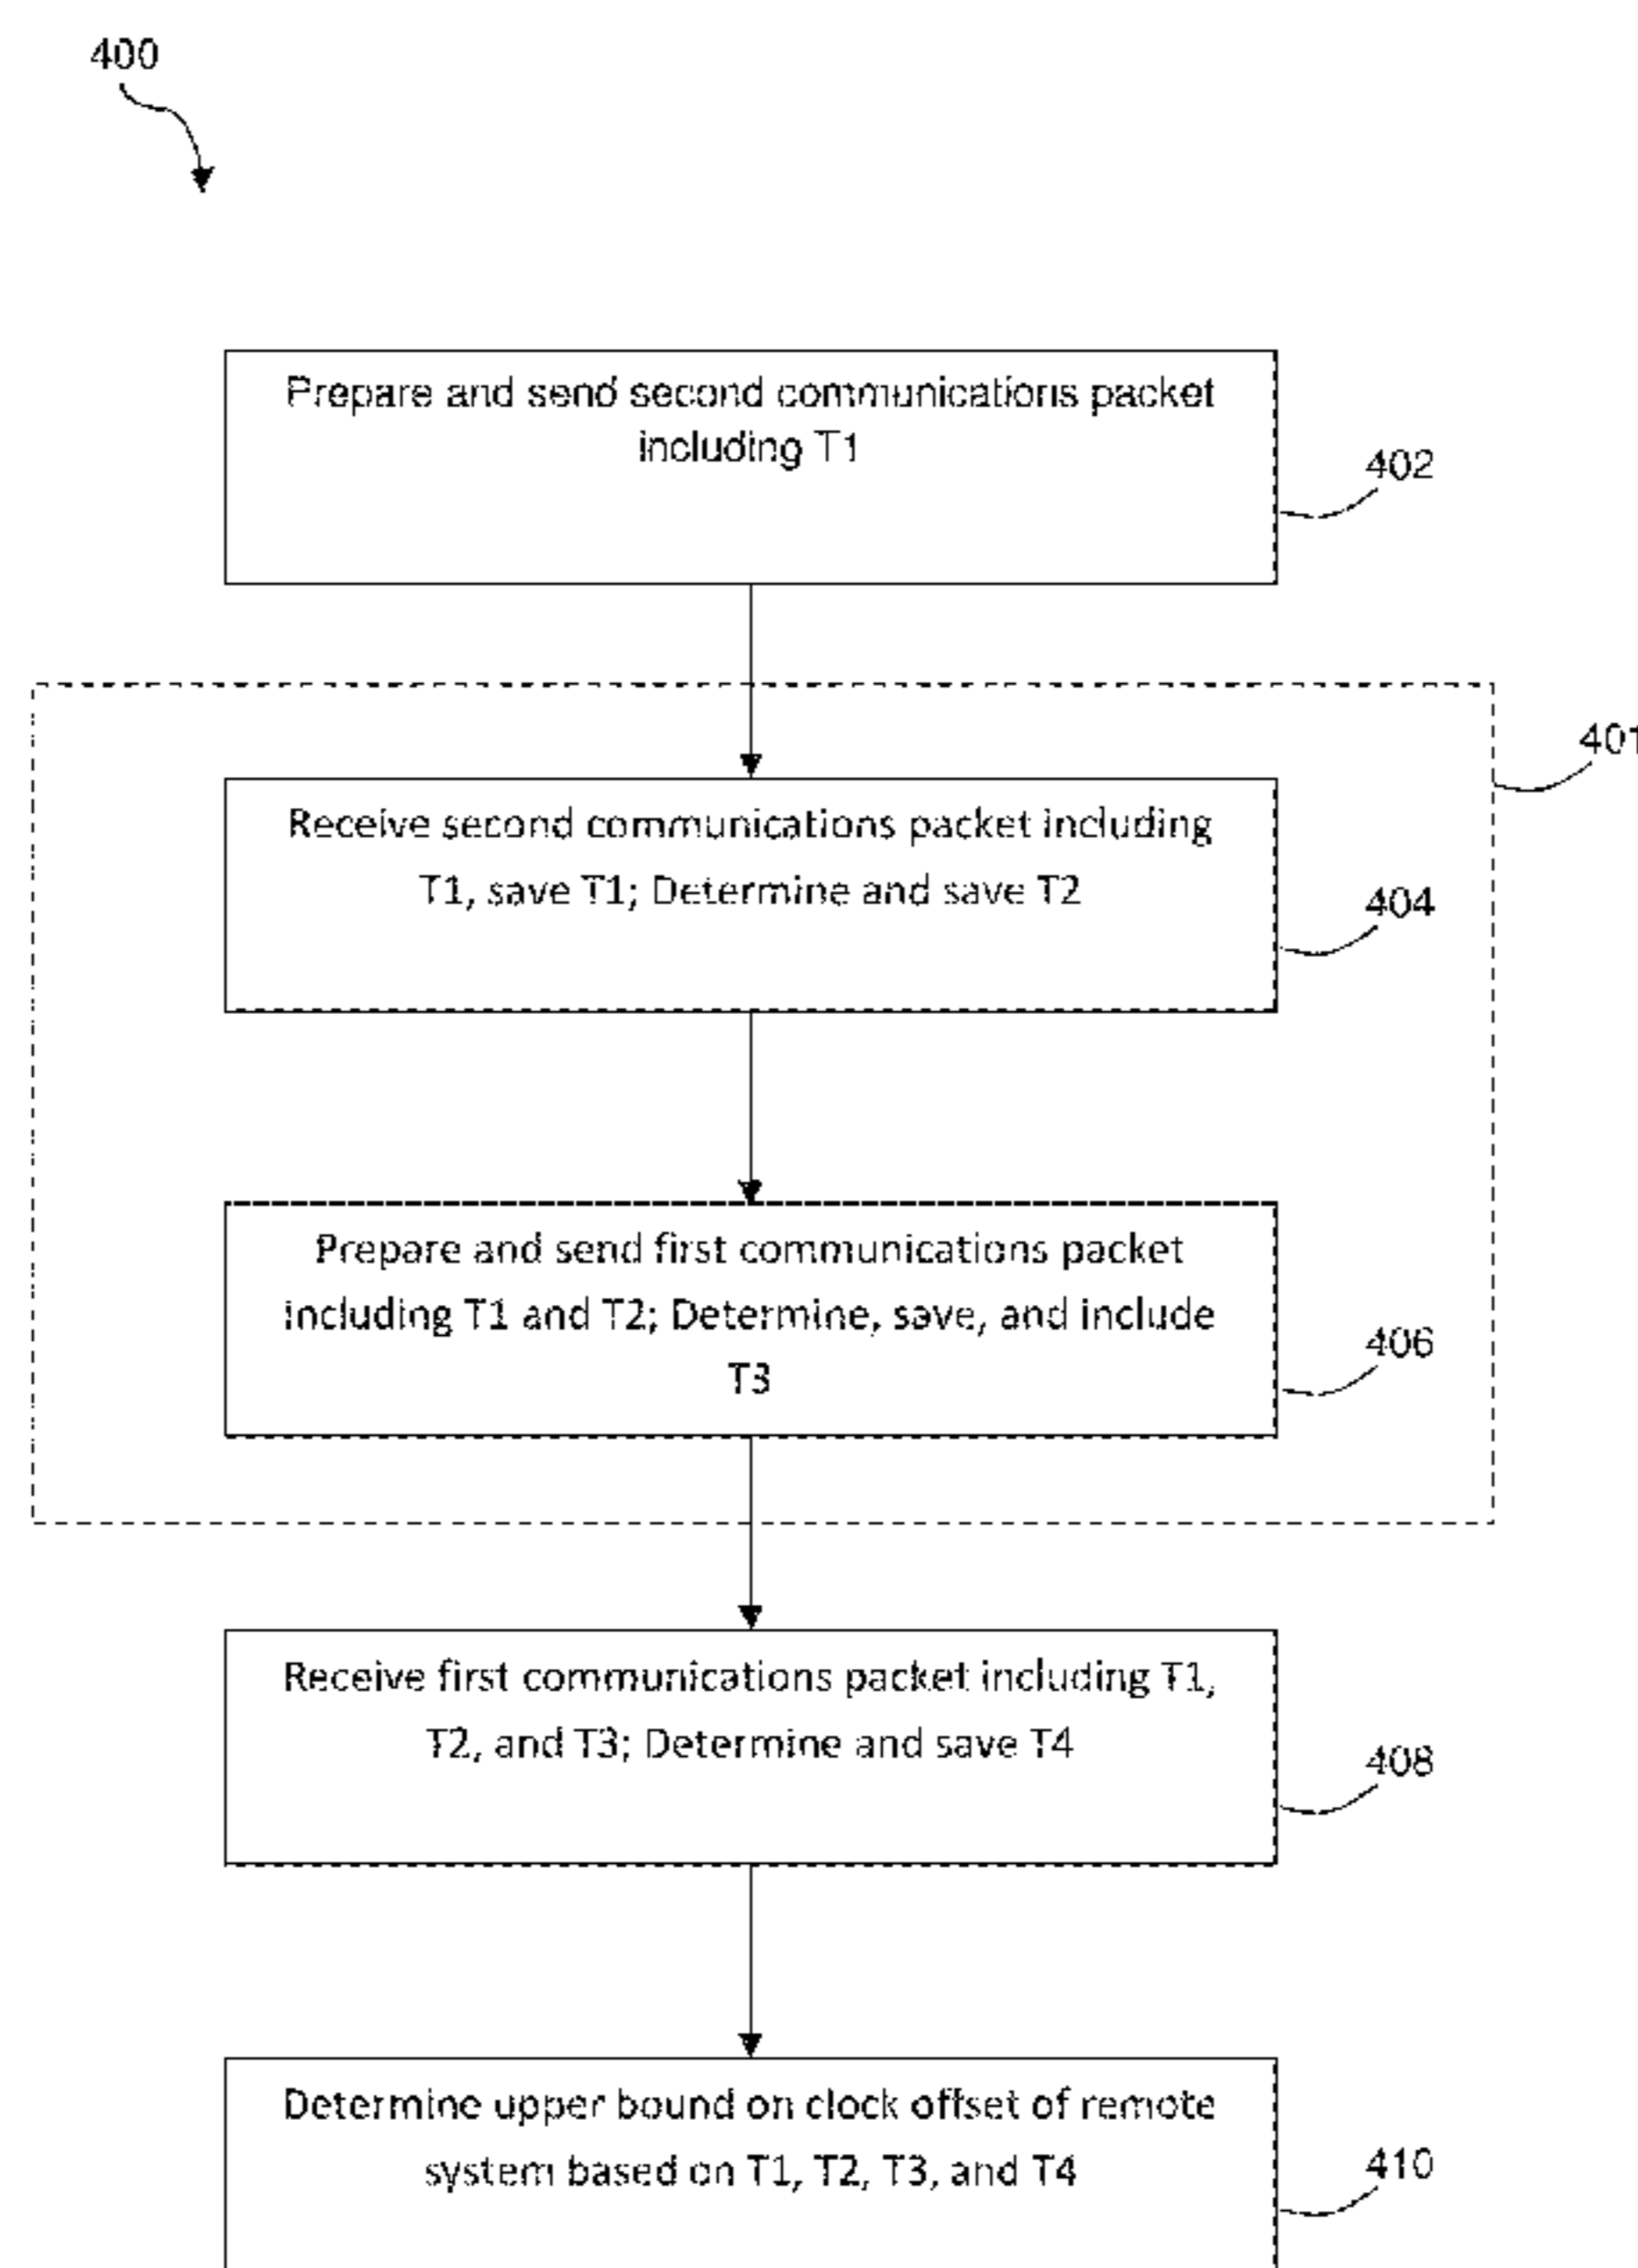 400
Prepare and send second communications packet
including T1
402
401
Receive second communications packet including
T1, save T1; Determine and save T2
404
Prepare and send first communications packet
including T1 and T2; Determine, save, and include
T3
406
Receive first communications packet including T1,
T2, and T3; Determine and save T4
408
Determine upper bound on clock offset of remote
system based on T1, T2, T3, and T4
410